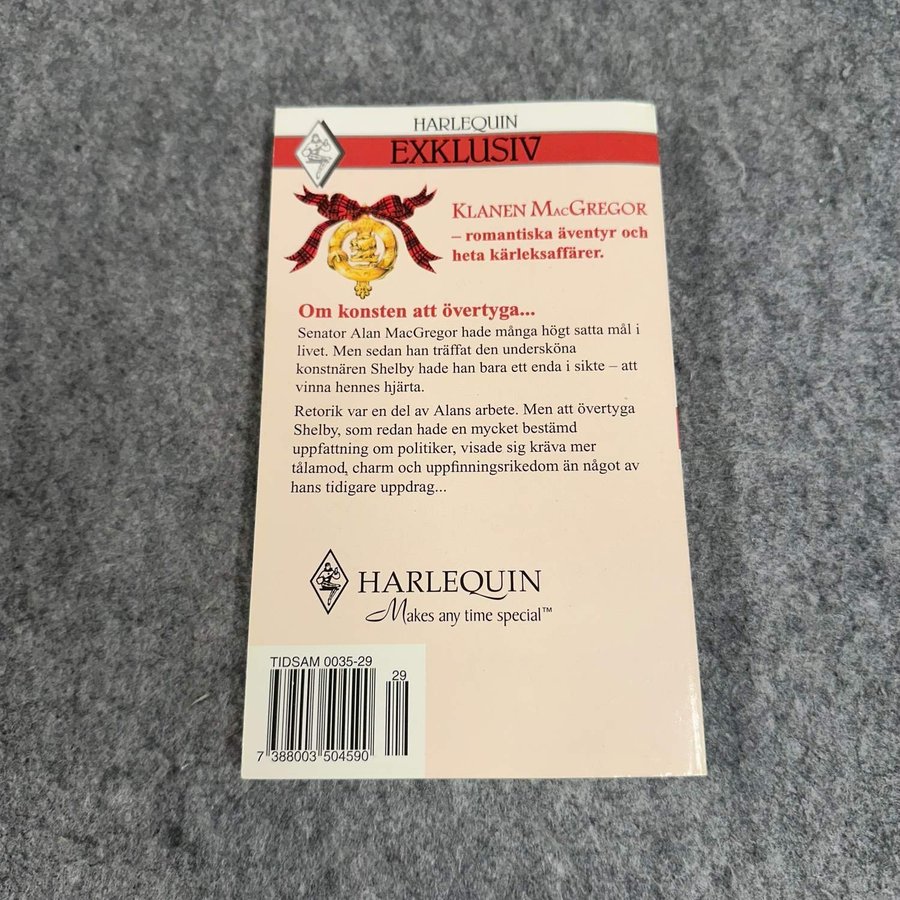 HARLEQUIN
EXKLUSIV
KLANEN MACGREGOR
– romantiska äventyr och
heta kärleksaffärer.
Om konsten att övertyga...
Senator Alan MacGregor hade många högt satta mål i
livet. Men sedan han träffat den undersköna
konstnären Shelby hade han bara ett enda i sikte – att
vinna hennes hjärta.
Retorik var en del av Alans arbete. Men att övertyga
Shelby, som redan hade en mycket bestämd
uppfattning om politiker, visade sig kräva mer
tålamod, charm och uppfinningsrikedom än något av
hans tidigare uppdrag...
HARLEQUIN
Makes any time special™
TIDSAM 0035-29
29
7 388003 504590